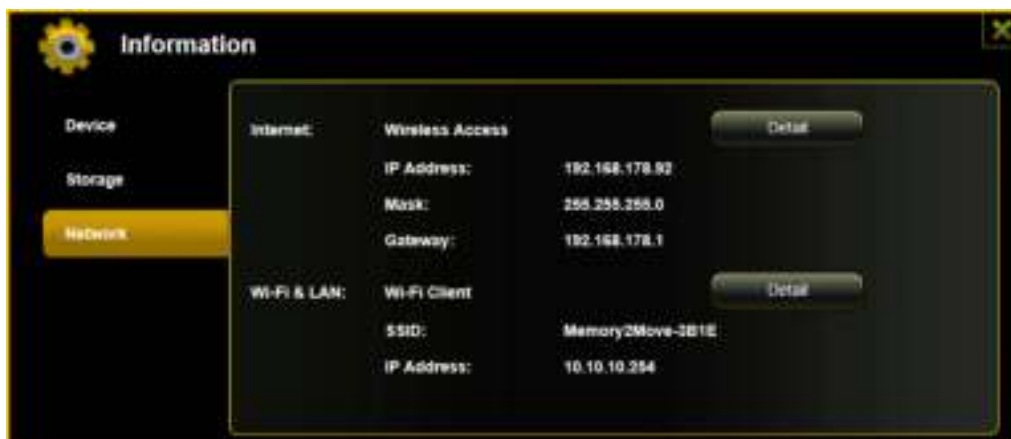 Information
Device
Storage
Network
Internet: Wireless Access Detail
IP Address: 192.168.178.92
Mask: 255.255.255.0
Gateway: 192.168.178.1
Wi-Fi & LAN: Wi-Fi Client Detail
SSID: Memory2Move-3B1E
IP Address: 10.10.10.254